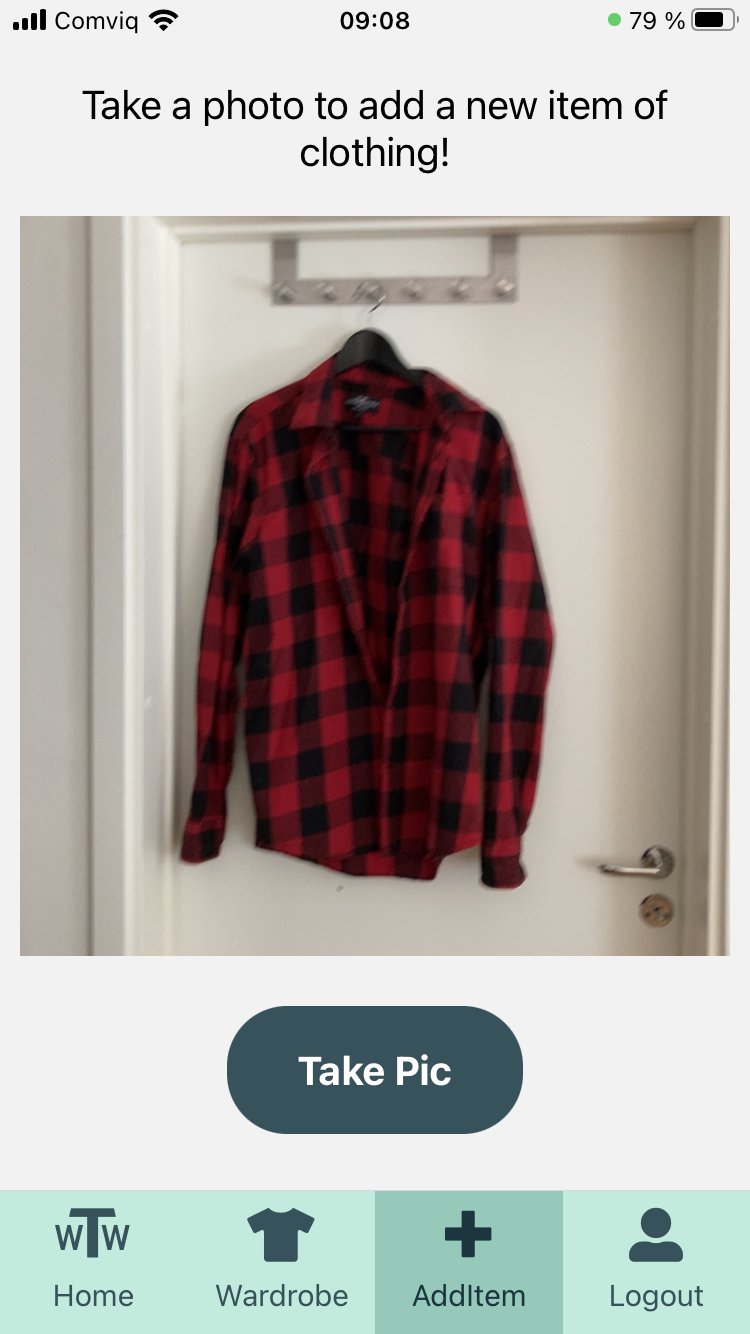 Comviq 09:08 79 %
Take a photo to add a new item of
clothing!
Take Pic
WTW
Home Wardrobe AddItem Logout